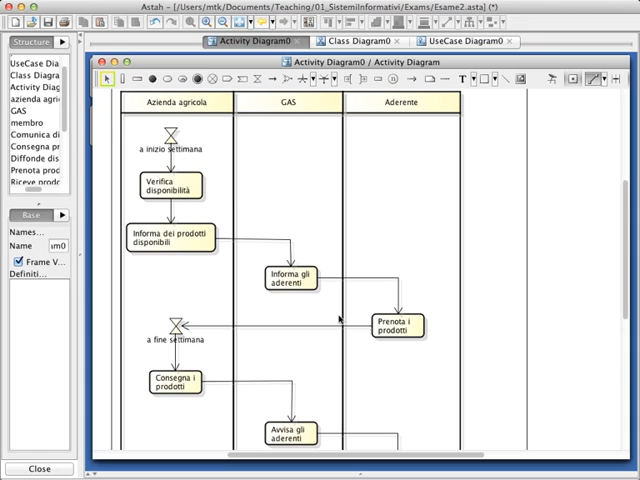 Astah - [/Users/mtk/Documents/Teaching/01_SistemiInformativi/Exams/Esame2.asta] (*)
Structure
Activity Diagram0
Class Diagram0
UseCase Diagram0
UseCase Dia
Class Diagra
Activity Diag
azienda agri
GAS
membro
Comunica di
Consegna pr
Diffonde dis
Prenota prod
Riceve prod
Base
Names...
Name
am0
Frame V...
Definiti...
Close
Activity Diagram0 / Activity Diagram
T
Azienda agricola
GAS
Aderente
a inizio settimana
Verifica
disponibilità
Informa dei prodotti
disponibili
Informa gli
aderenti
Prenota i
prodotti
a fine settimana
Consegna i
prodotti
Avvisa gli
aderenti